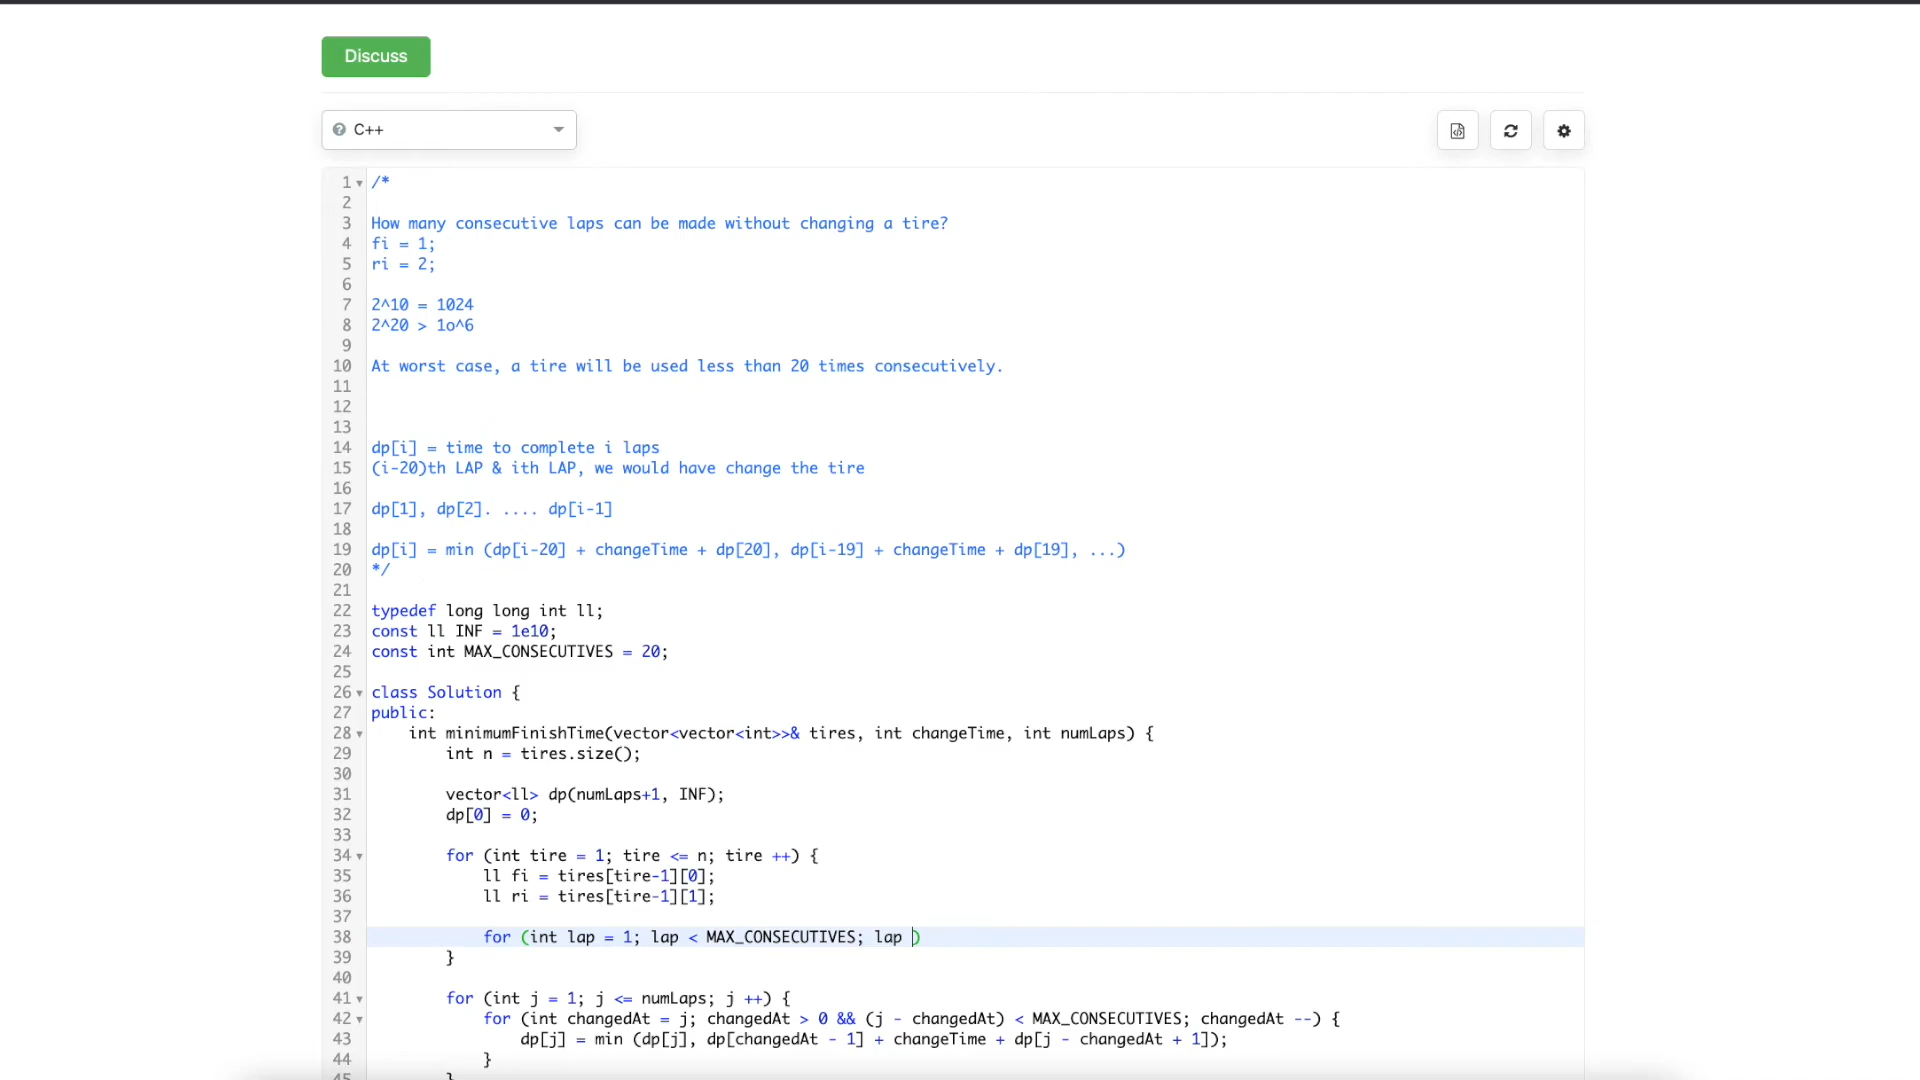 Discuss
C++
1 /*
2
3 How many consecutive laps can be made without changing a tire?
4 fi = 1;
5 ri = 2;
6
7 2^10 = 1024
8 2^20 > 1o^6
9
10 At worst case, a tire will be used less than 20 times consecutively.
11
12
13
14 dp[i] = time to complete i laps
15 (i-20)th LAP & ith LAP, we would have change the tire
16
17 dp[1], dp[2]. .... dp[i-1]
18
19 dp[i] = min (dp[i-20] + changeTime + dp[20], dp[i-19] + changeTime + dp[19], ...)
20 */
21
22 typedef long long int ll;
23 const ll INF = 1e10;
24 const int MAX_CONSECUTIVES = 20;
25
26 class Solution {
27 public:
28     int minimumFinishTime(vector<vector<int>>& tires, int changeTime, int numLaps) {
29         int n = tires.size();
30
31         vector<ll> dp(numLaps+1, INF);
32         dp[0] = 0;
33
34         for (int tire = 1; tire <= n; tire ++) {
35             ll fi = tires[tire-1][0];
36             ll ri = tires[tire-1][1];
37
38             for (int lap = 1; lap < MAX_CONSECUTIVES; lap )
39         }
40
41         for (int j = 1; j <= numLaps; j ++) {
42             for (int changedAt = j; changedAt > 0 && (j - changedAt) < MAX_CONSECUTIVES; changedAt --) {
43                 dp[j] = min (dp[j], dp[changedAt - 1] + changeTime + dp[j - changedAt + 1]);
44             }
45         }